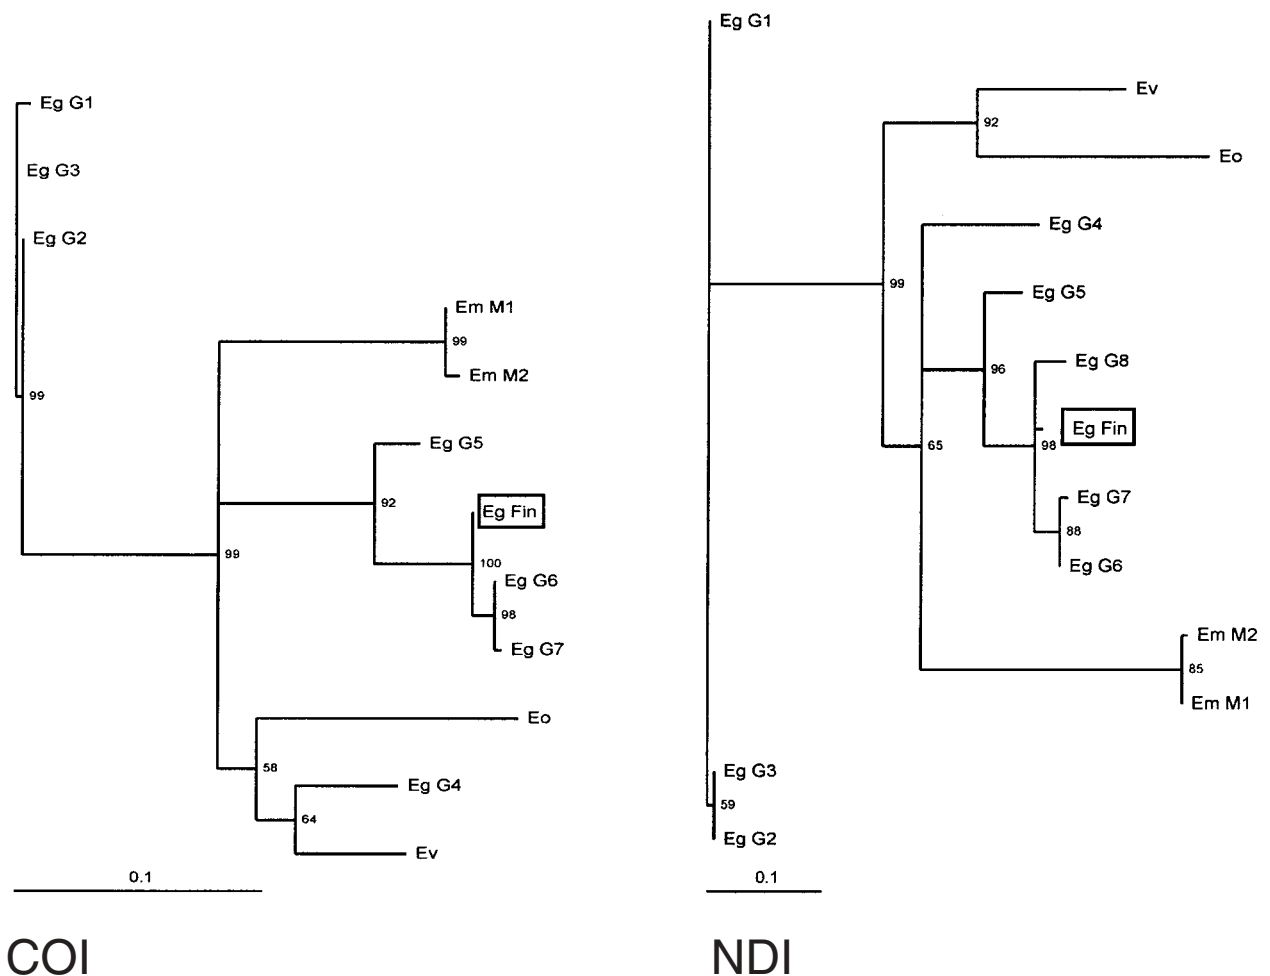 Eg G1
Eg G3
Eg G2
99
Em M1
99
Em M2
Eg G5
92
Eg Fin
100
Eg G6
98
Eg G7
99
Eo
58
Eg G4
64
Ev
0.1
COI
Eg G1
Ev
92
Eo
Eg G4
99
Eg G5
96
Eg G8
Eg Fin
98
65
Eg G7
88
Eg G6
Em M2
85
Em M1
Eg G3
59
Eg G2
0.1
NDI